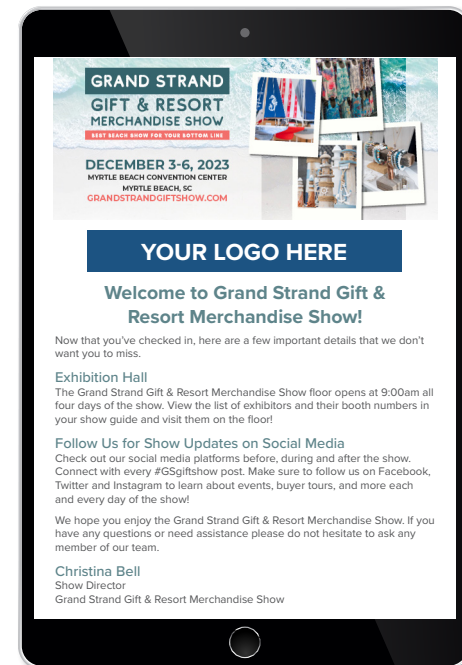 GRAND STRAND
GIFT & RESORT
MERCHANDISE SHOW
BEST BEACH SHOW FOR YOUR BOTTOM LINE
DECEMBER 3-6, 2023
MYRTLE BEACH CONVENTION CENTER
MYRTLE BEACH, SC
GRANDSTRANDGIFTSHOW.COM
YOUR LOGO HERE
Welcome to Grand Strand Gift &
Resort Merchandise Show!
Now that you've checked in, here are a few important details that we don't
want you to miss.
Exhibition Hall
The Grand Strand Gift & Resort Merchandise Show floor opens at 9:00am all
four days of the show. View the list of exhibitors and their booth numbers in
your show guide and visit them on the floor!
Follow Us for Show Updates on Social Media
Check out our social media platforms before, during and after the show.
Connect with every #GSgiftshow post. Make sure to follow us on Facebook,
Twitter and Instagram to learn about events, buyer tours, and more each
and every day of the show!
We hope you enjoy the Grand Strand Gift & Resort Merchandise Show. If you
have any questions or need assistance please do not hesitate to ask any
member of our team.
Christina Bell
Show Director
Grand Strand Gift & Resort Merchandise Show